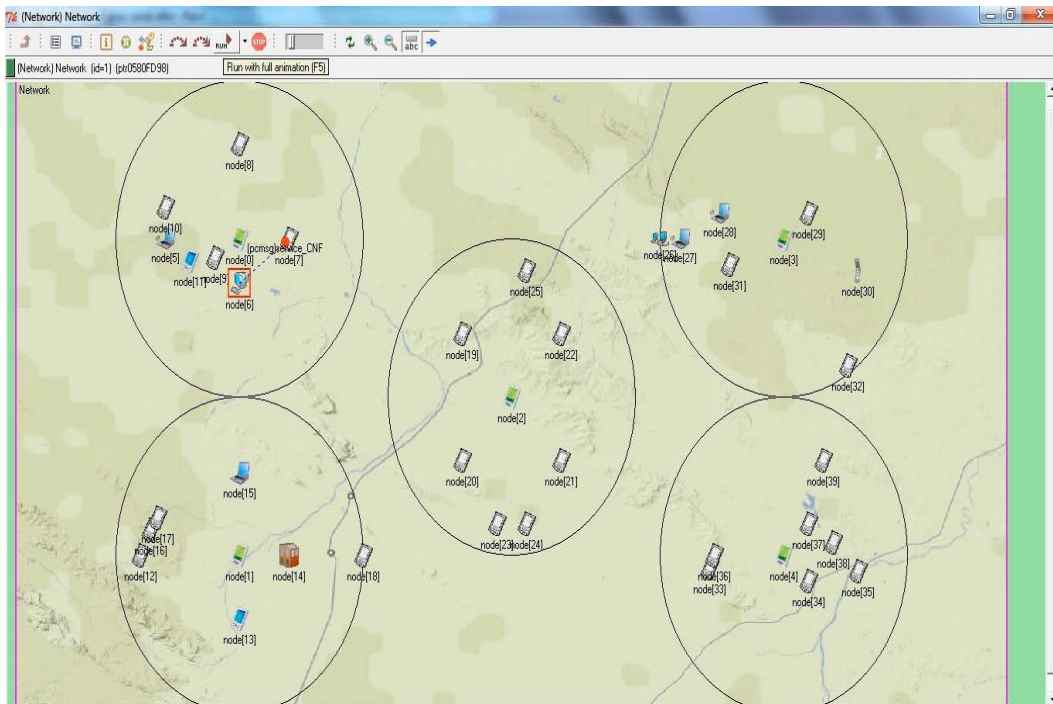 (Network) Network
RUN
STOP
abc
(Network) Network (id=1) (ptr0580FD98)
Run with full animation (F5)
Network
node[8]
node[10]
node[5]
node[0]
(pcmsg)service_CNF
node[7]
node[11]
node[9]
node[6]
node[28]
node[29]
node[26]
node[27]
node[3]
node[31]
node[30]
node[25]
node[19]
node[22]
node[32]
node[2]
node[15]
node[20]
node[21]
node[39]
node[17]
node[16]
node[12]
node[1]
node[14]
node[18]
node[23]
node[24]
node[37]
node[38]
node[36]
node[33]
node[4]
node[34]
node[35]
node[13]